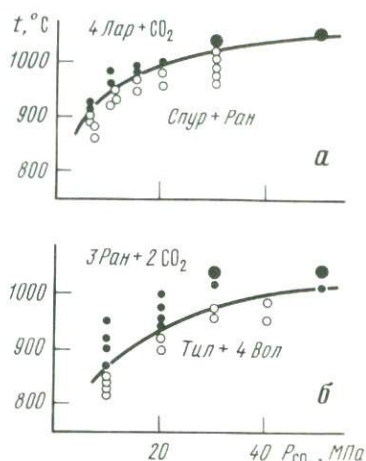 t,°C
4 Лар + CO₂
1000
900
800
Спур + Ран
а
3 Ран + 2 CO₂
1000
900
800
Тил + 4 Вол
б
20
40
P_CO₂, МПа